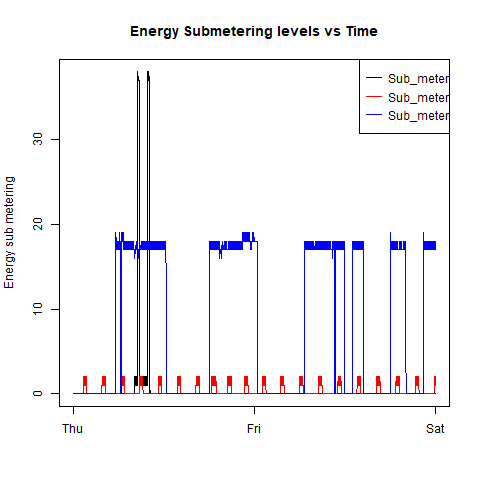 Energy Submetering levels vs Time
Sub_meter
Sub_meter
Sub_meter
Energy sub metering
30
20
10
0
Thu
Fri
Sat